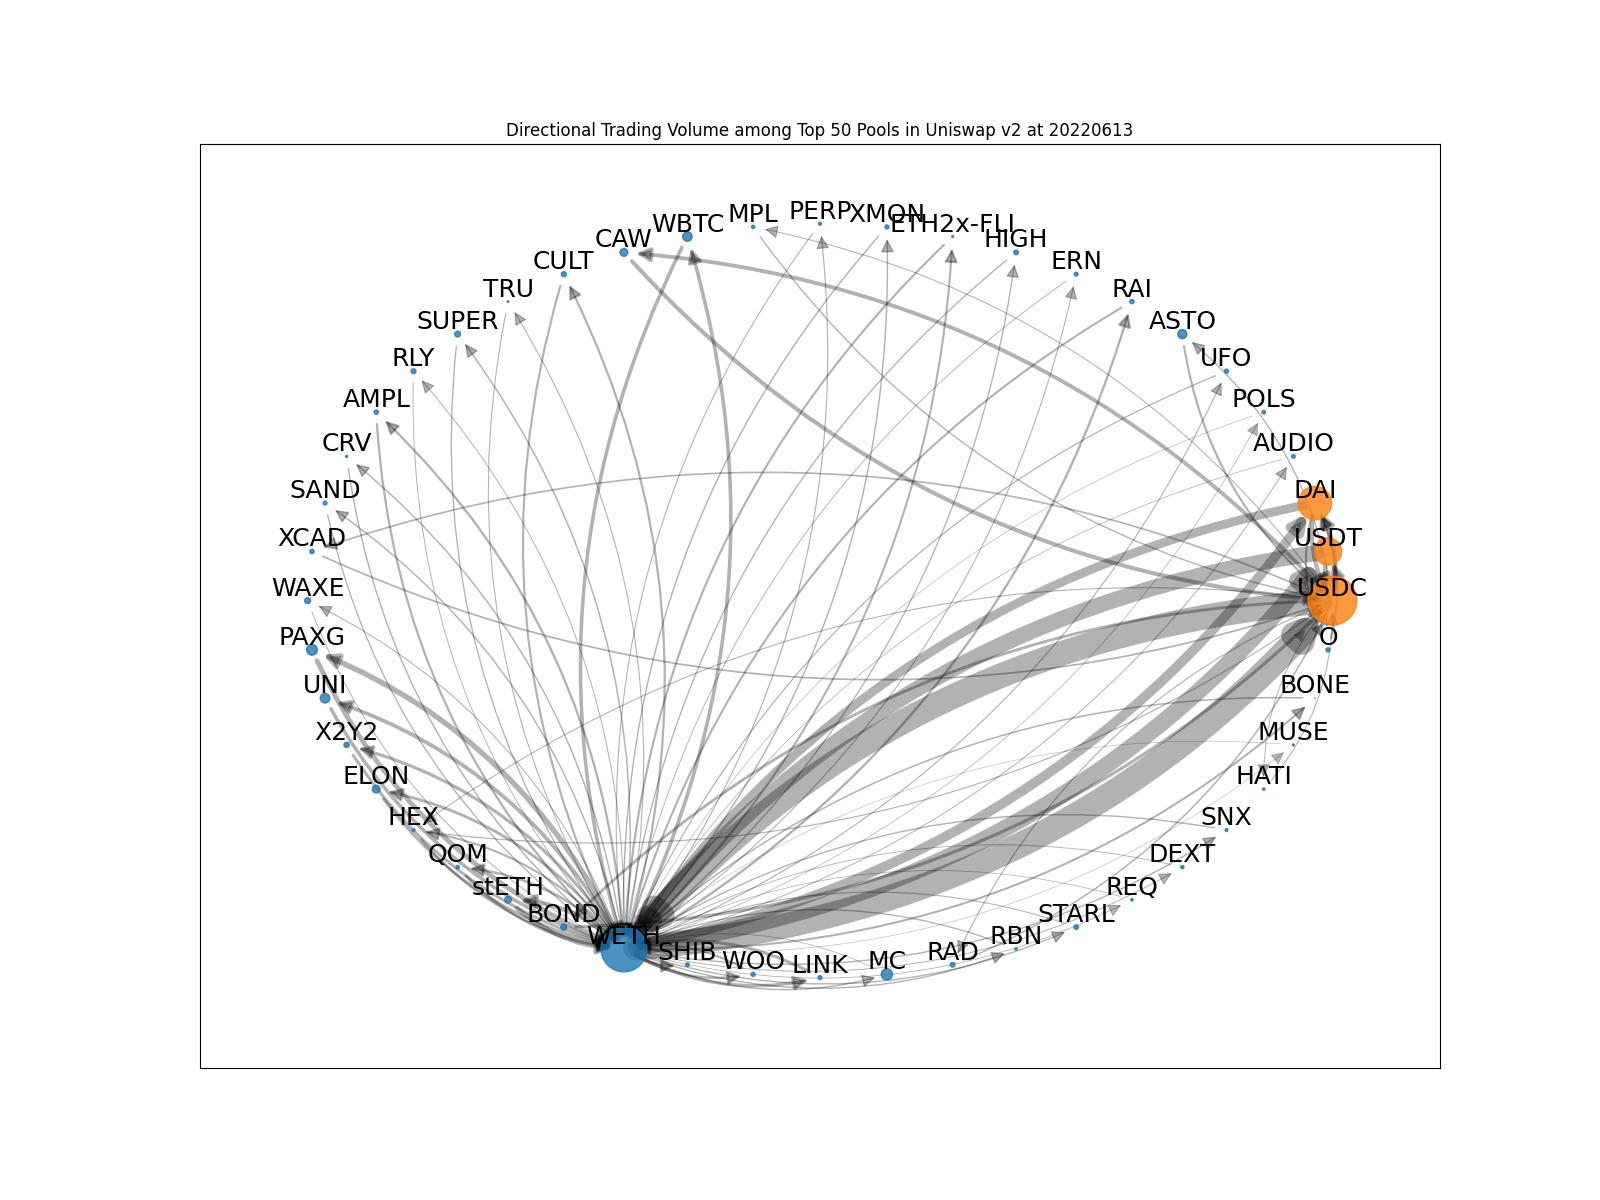 Directional Trading Volume among Top 50 Pools in Uniswap v2 at 20220613
MPL
PERP
XMON
WBTC
ETH2x-FLI
CAW
HIGH
CULT
ERN
TRU
RAI
SUPER
ASTO
RLY
UFO
AMPL
POLS
CRV
AUDIO
SAND
DAI
XCAD
USDT
WAXE
USDC
PAXG
O
UNI
BONE
X2Y2
MUSE
ELON
HATI
HEX
SNX
QOM
DEXT
stETH
REQ
BOND
STARL
WETH
RBN
SHIB
RAD
WOO
MC
LINK